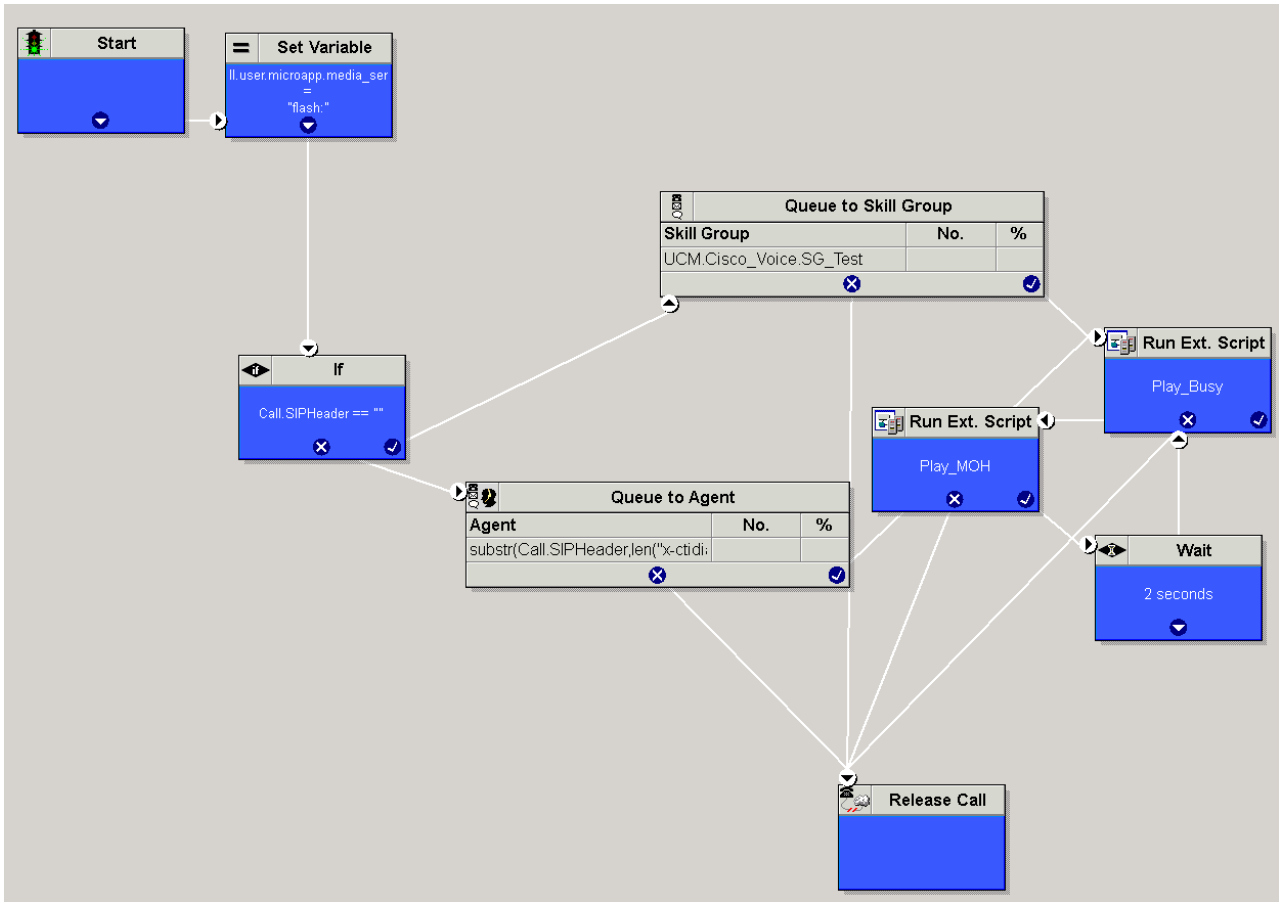 Start
Set Variable
ll.user.microapp.media_ser
=
"flash:"
Queue to Skill Group
Skill Group No. %
UCM.Cisco_Voice.SG_Test
If
Call.SIPHeader == ""
Run Ext. Script
Play_Busy
Run Ext. Script
Play_MOH
Queue to Agent
Agent No. %
substr(Call.SIPHeader,len("x-ctidi
Wait
2 seconds
Release Call